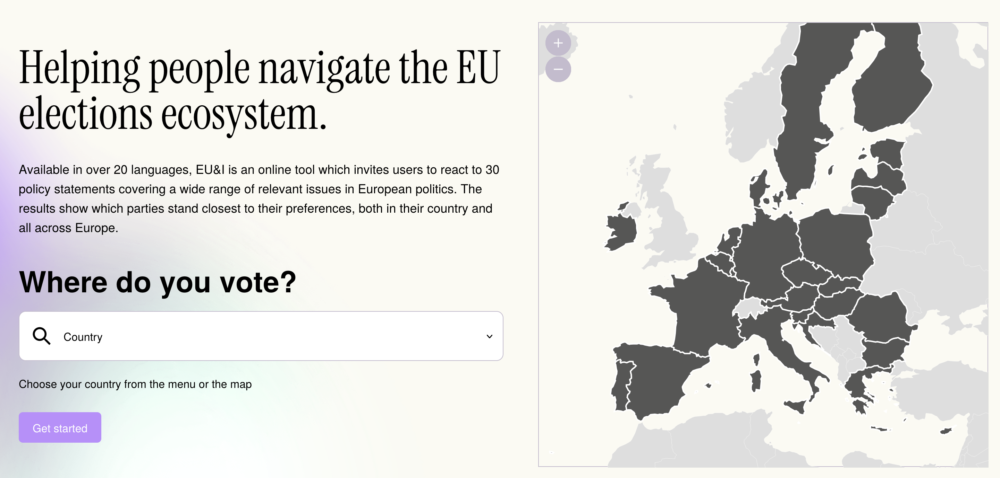 Helping people navigate the EU
elections ecosystem.
Available in over 20 languages, EU&I is an online tool which invites users to react to 30
policy statements covering a wide range of relevant issues in European politics. The
results show which parties stand closest to their preferences, both in their country and
all across Europe.
Where do you vote?
Country
Choose your country from the menu or the map
Get started
+
−